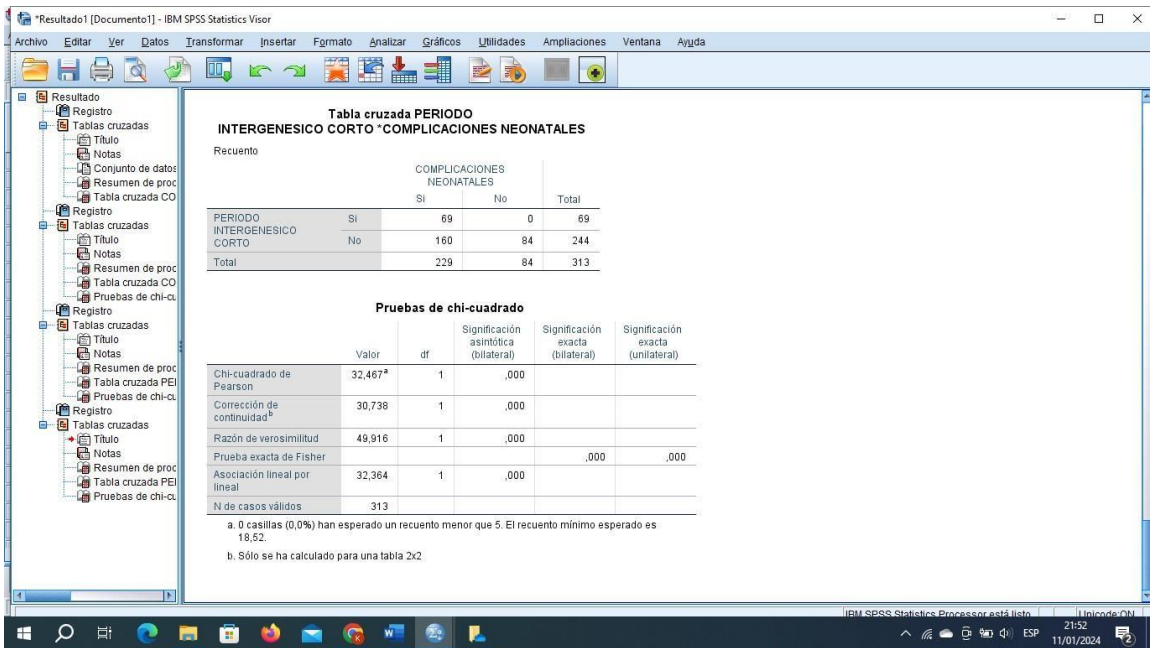 *Resultado1 [Documento1] - IBM SPSS Statistics Visor
Archivo Editar Ver Datos Transformar Insertar Formato Analizar Gráficos Utilidades Ampliaciones Ventana Ayuda
Resultado
Registro
Tablas cruzadas
Título
Notas
Conjunto de datos
Resumen de proc
Tabla cruzada CO
Registro
Tablas cruzadas
Título
Notas
Resumen de proc
Tabla cruzada CO
Pruebas de chi-cu
Registro
Tablas cruzadas
Título
Notas
Resumen de proc
Tabla cruzada PEI
Pruebas de chi-cu
Registro
Tablas cruzadas
Título
Notas
Resumen de proc
Tabla cruzada PEI
Pruebas de chi-cu
Tabla cruzada PERIODO
INTERGENESICO CORTO *COMPLICACIONES NEONATALES
Recuento
COMPLICACIONES
NEONATALES
Si No Total
PERIODO INTERGENESICO CORTO Si 69 0 69
No 160 84 244
Total 229 84 313
Pruebas de chi-cuadrado
Valor df Significación asintótica (bilateral) Significación exacta (bilateral) Significación exacta (unilateral)
Chi-cuadrado de Pearson 32,467a 1 ,000
Corrección de continuidadb 30,738 1 ,000
Razón de verosimilitud 49,916 1 ,000
Prueba exacta de Fisher ,000 ,000
Asociación lineal por lineal 32,364 1 ,000
N de casos válidos 313
a. 0 casillas (0,0%) han esperado un recuento menor que 5. El recuento mínimo esperado es
18,52.
b. Sólo se ha calculado para una tabla 2x2
IBM SPSS Statistics Processor está listo Unicode:ON
ESP 21:52
11/01/2024